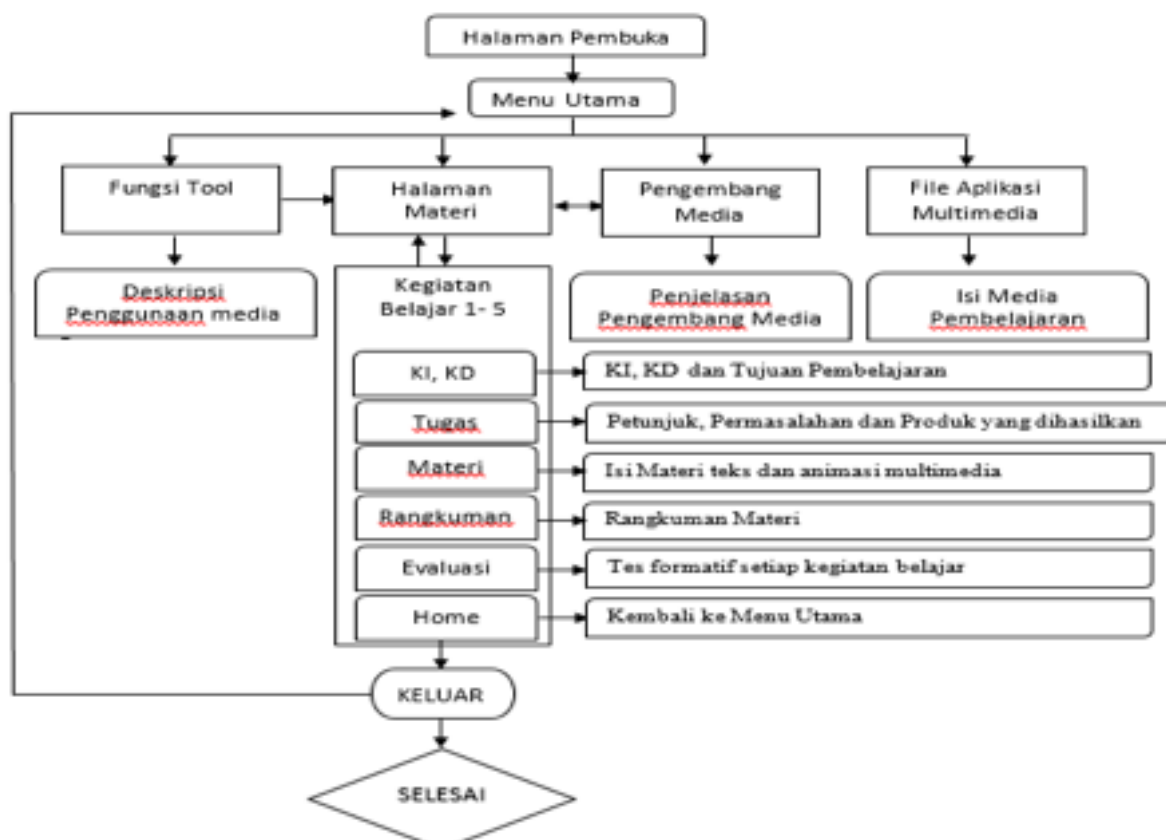 Halaman Pembuka
Menu Utama
Fungsi Tool
Halaman
Materi
Pengembang
Media
File Aplikasi
Multimedia
Deskripsi
Penggunaan media
Kegiatan
Belajar 1- 5
Penjelasan
Pengembang Media
Isi Media
Pembelajaran
KI, KD
KI, KD dan Tujuan Pembelajaran
Tugas
Petunjuk, Permasalahan dan Produk yang dihasilkan
Materi
Isi Materi teks dan animasi multimedia
Rangkuman
Rangkuman Materi
Evaluasi
Tes formatif setiap kegiatan belajar
Home
Kembali ke Menu Utama
KELUAR
SELESAI